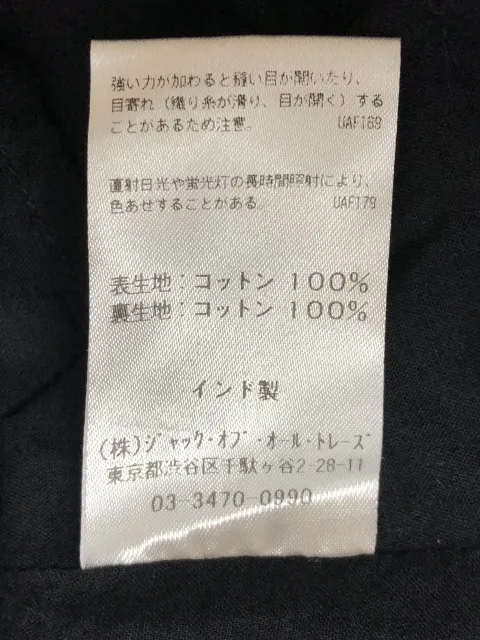 強い力が加わると縫い目が開いたり、
目寄れ（織り糸が滑り、目が開く）する
ことがあるため注意。 UAF169
直射日光や蛍光灯の長時間照射により、
色あせすることがある。 UAF179
表生地：コットン 100%
裏生地：コットン 100%
インド製
(株)ｼﾞｬｯｸ･ｵﾌﾞ･ｵｰﾙ･ﾄﾚｰｽﾞ
東京都渋谷区千駄ヶ谷2-28-11
03-3470-0990